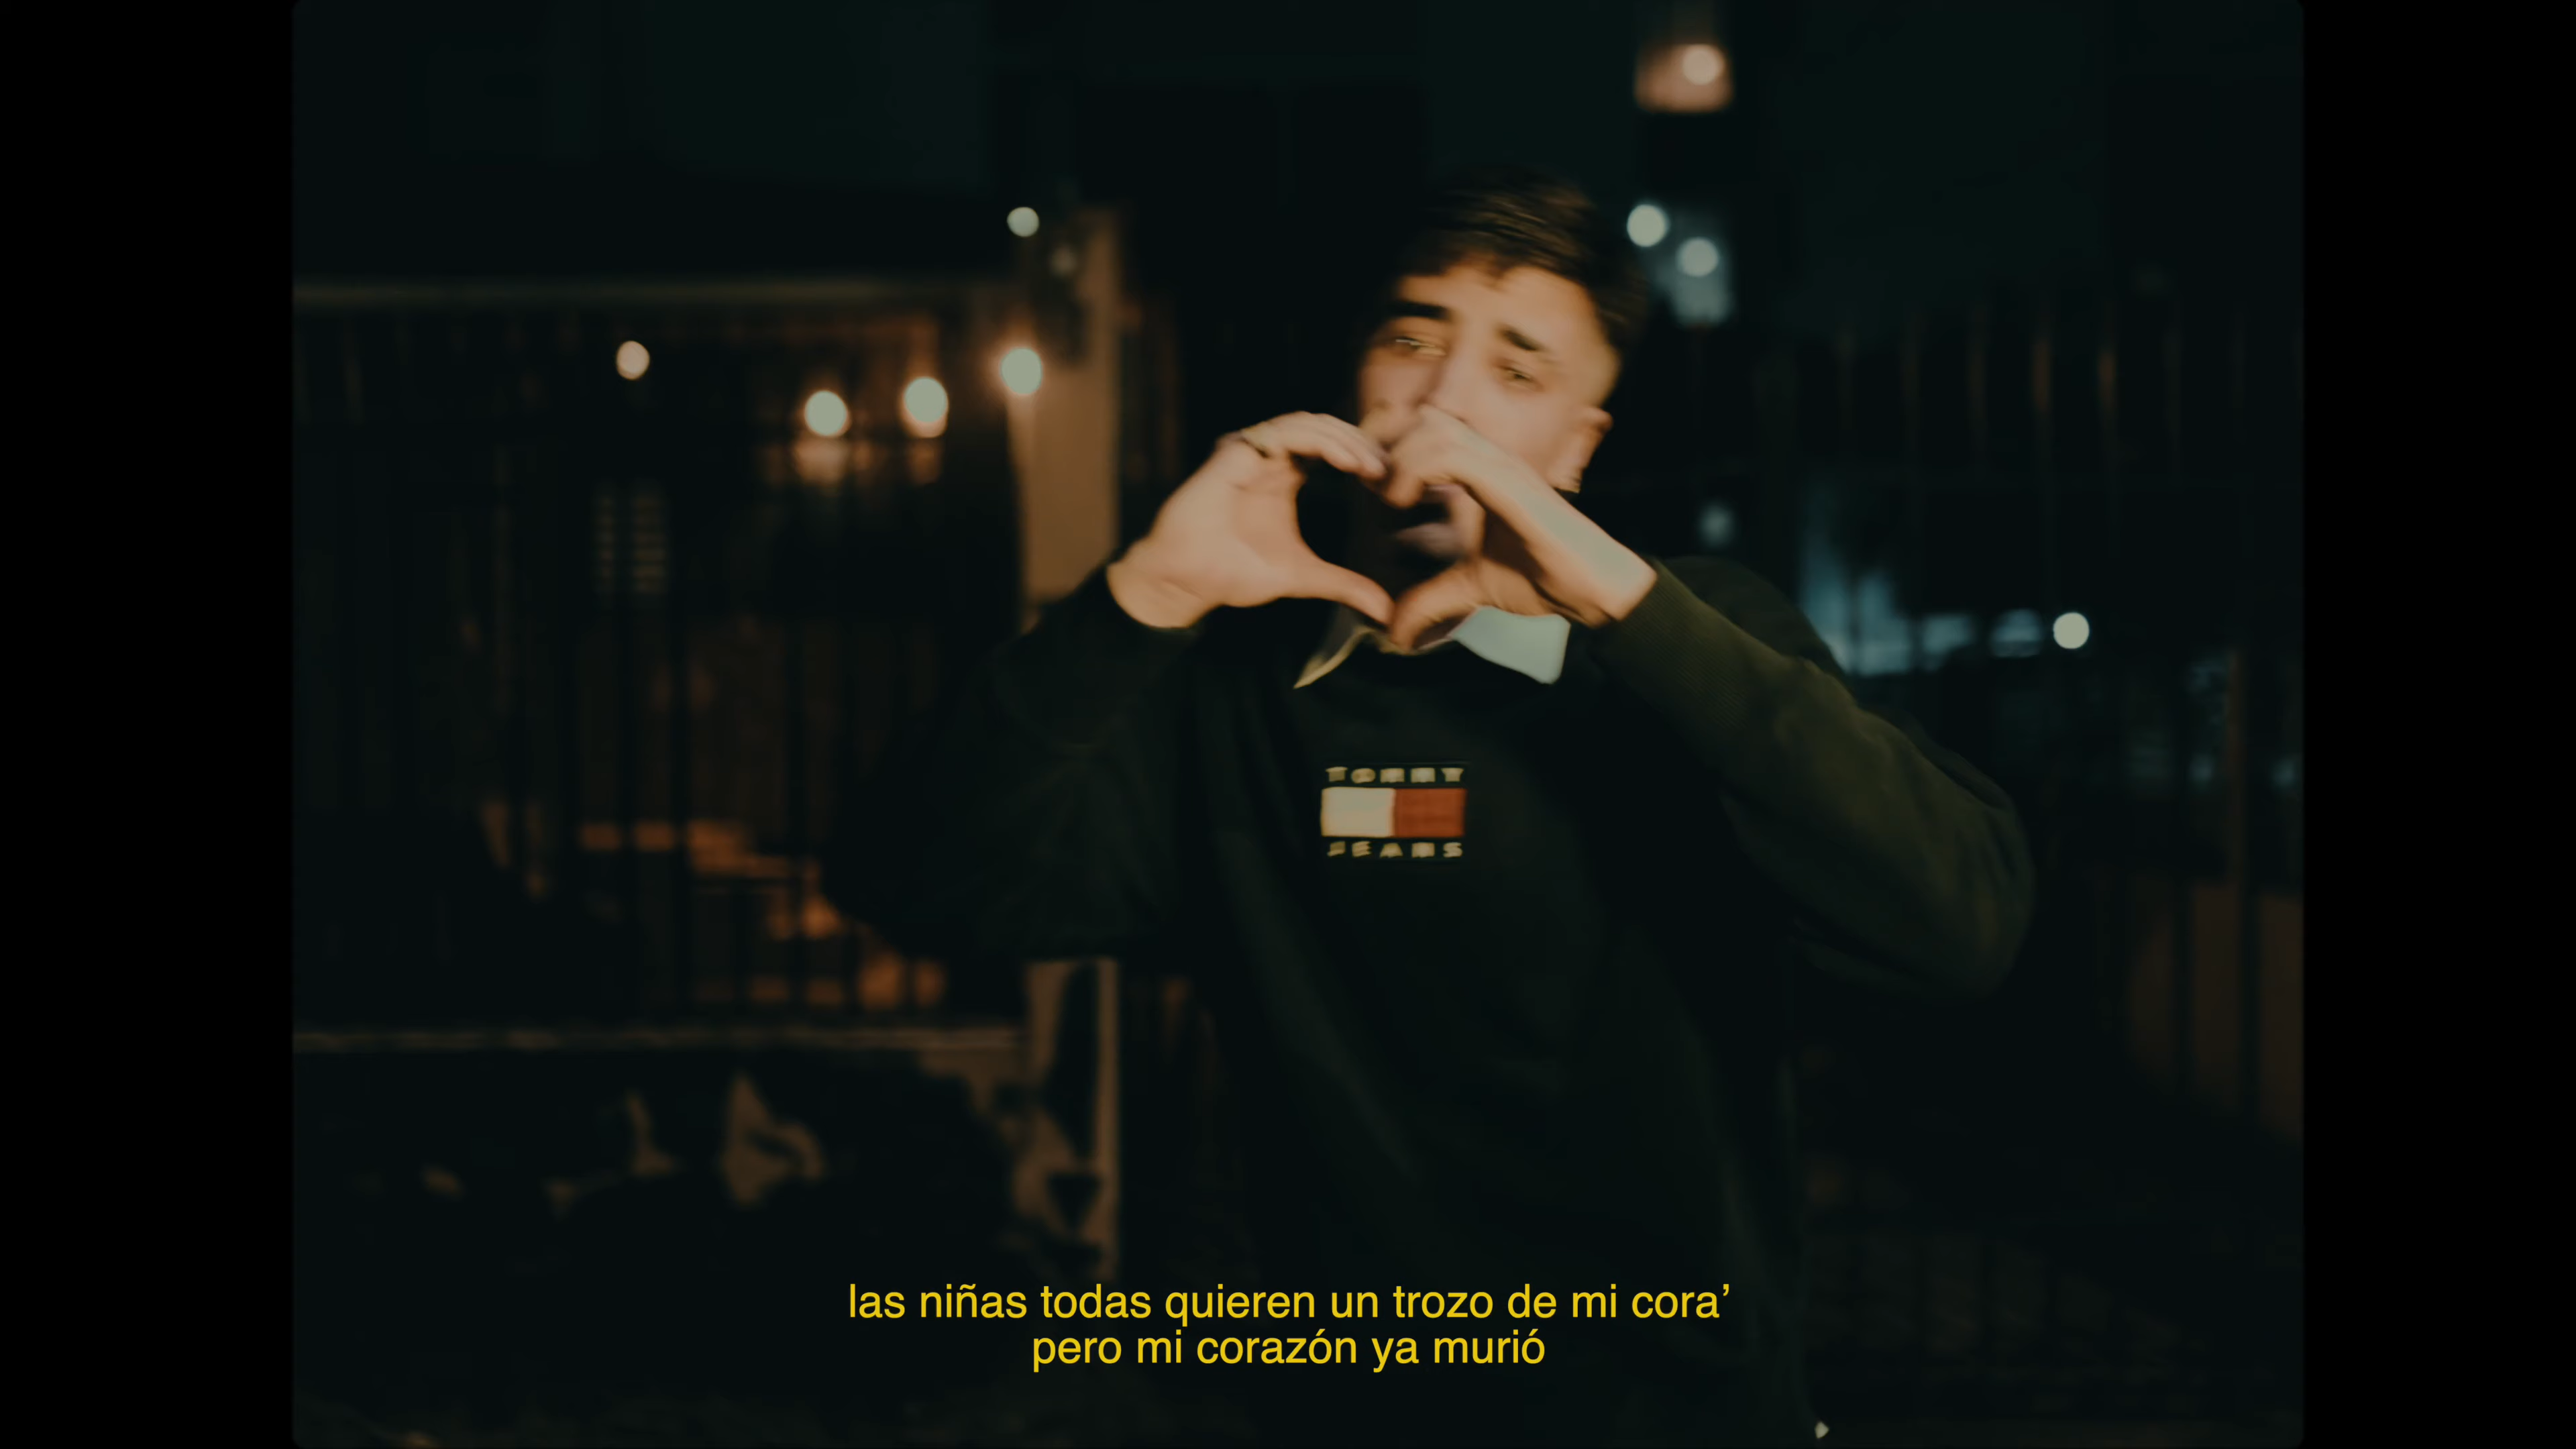 TOMMY
JEANS
las niñas todas quieren un trozo de mi cora’
pero mi corazón ya murió